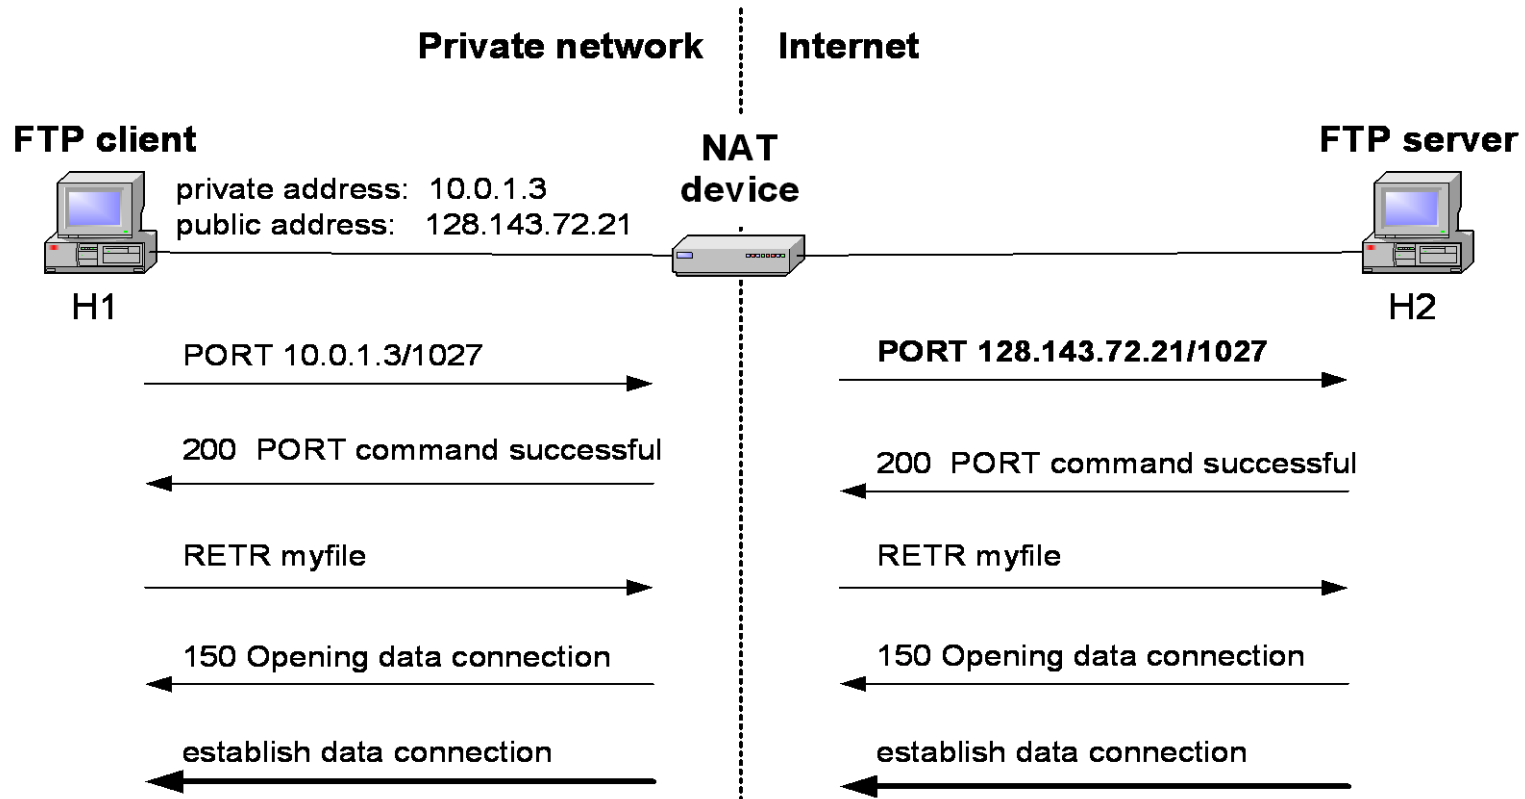 Private network
Internet
FTP client
NAT
device
FTP server
private address: 10.0.1.3
public address: 128.143.72.21
H1
H2
PORT 10.0.1.3/1027
PORT 128.143.72.21/1027
200 PORT command successful
200 PORT command successful
RETR myfile
RETR myfile
150 Opening data connection
150 Opening data connection
establish data connection
establish data connection